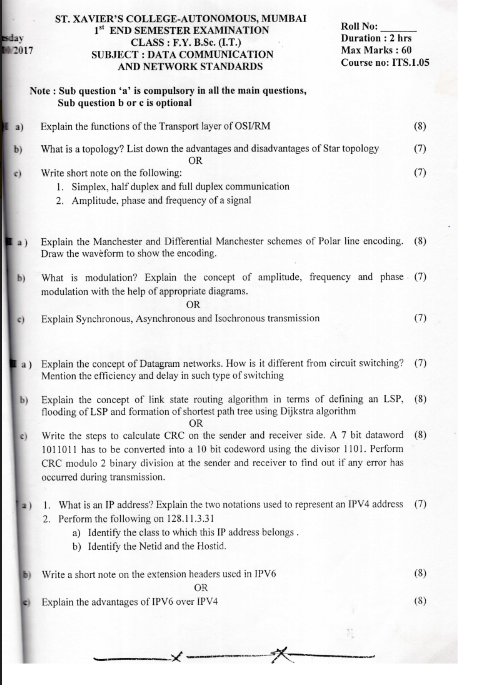 ST. XAVIER'S COLLEGE-AUTONOMOUS, MUMBAI
1st END SEMESTER EXAMINATION
CLASS : F.Y. B.Sc. (I.T.)
SUBJECT : DATA COMMUNICATION
AND NETWORK STANDARDS
/2017
Roll No: _______
Duration : 2 hrs
Max Marks : 60
Course no: ITS.1.05
Note : Sub question 'a' is compulsory in all the main questions,
Sub question b or c is optional
a) Explain the functions of the Transport layer of OSI/RM (8)
b) What is a topology? List down the advantages and disadvantages of Star topology (7)
OR
c) Write short note on the following: (7)
1. Simplex, half duplex and full duplex communication
2. Amplitude, phase and frequency of a signal
a ) Explain the Manchester and Differential Manchester schemes of Polar line encoding. (8)
Draw the waveform to show the encoding.
b) What is modulation? Explain the concept of amplitude, frequency and phase (7)
modulation with the help of appropriate diagrams.
OR
c) Explain Synchronous, Asynchronous and Isochronous transmission (7)
a ) Explain the concept of Datagram networks. How is it different from circuit switching? (7)
Mention the efficiency and delay in such type of switching
b) Explain the concept of link state routing algorithm in terms of defining an LSP, (8)
flooding of LSP and formation of shortest path tree using Dijkstra algorithm
OR
c) Write the steps to calculate CRC on the sender and receiver side. A 7 bit dataword (8)
1011011 has to be converted into a 10 bit codeword using the divisor 1101. Perform
CRC modulo 2 binary division at the sender and receiver to find out if any error has
occurred during transmission.
a ) 1. What is an IP address? Explain the two notations used to represent an IPV4 address (7)
2. Perform the following on 128.11.3.31
a) Identify the class to which this IP address belongs .
b) Identify the Netid and the Hostid.
b) Write a short note on the extension headers used in IPV6 (8)
OR
c) Explain the advantages of IPV6 over IPV4 (8)